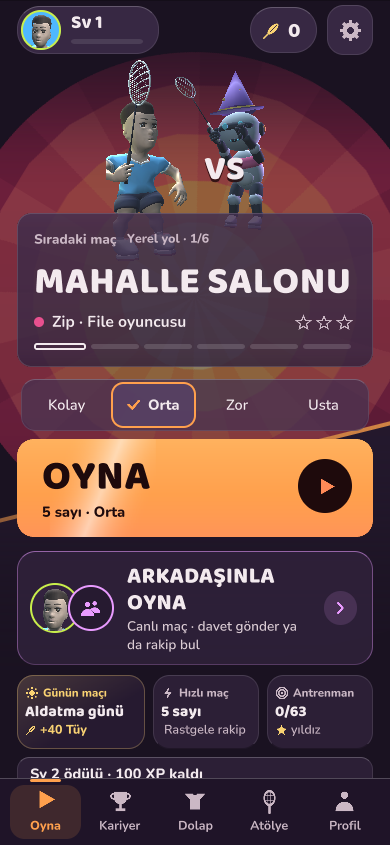 Sv 1
0
VS
Sıradaki maç Yerel yol · 1/6
MAHALLE SALONU
Zip · File oyuncusu
Kolay
Orta
Zor
Usta
OYNA
5 sayı · Orta
ARKADAŞINLA
OYNA
Canlı maç · davet gönder ya
da rakip bul
Günün maçı
Aldatma günü
+40 Tüy
Hızlı maç
5 sayı
Rastgele rakip
Antrenman
0/63
yıldız
Sv 2 ödülü · 100 XP kaldı
Oyna
Kariyer
Dolap
Atölye
Profil